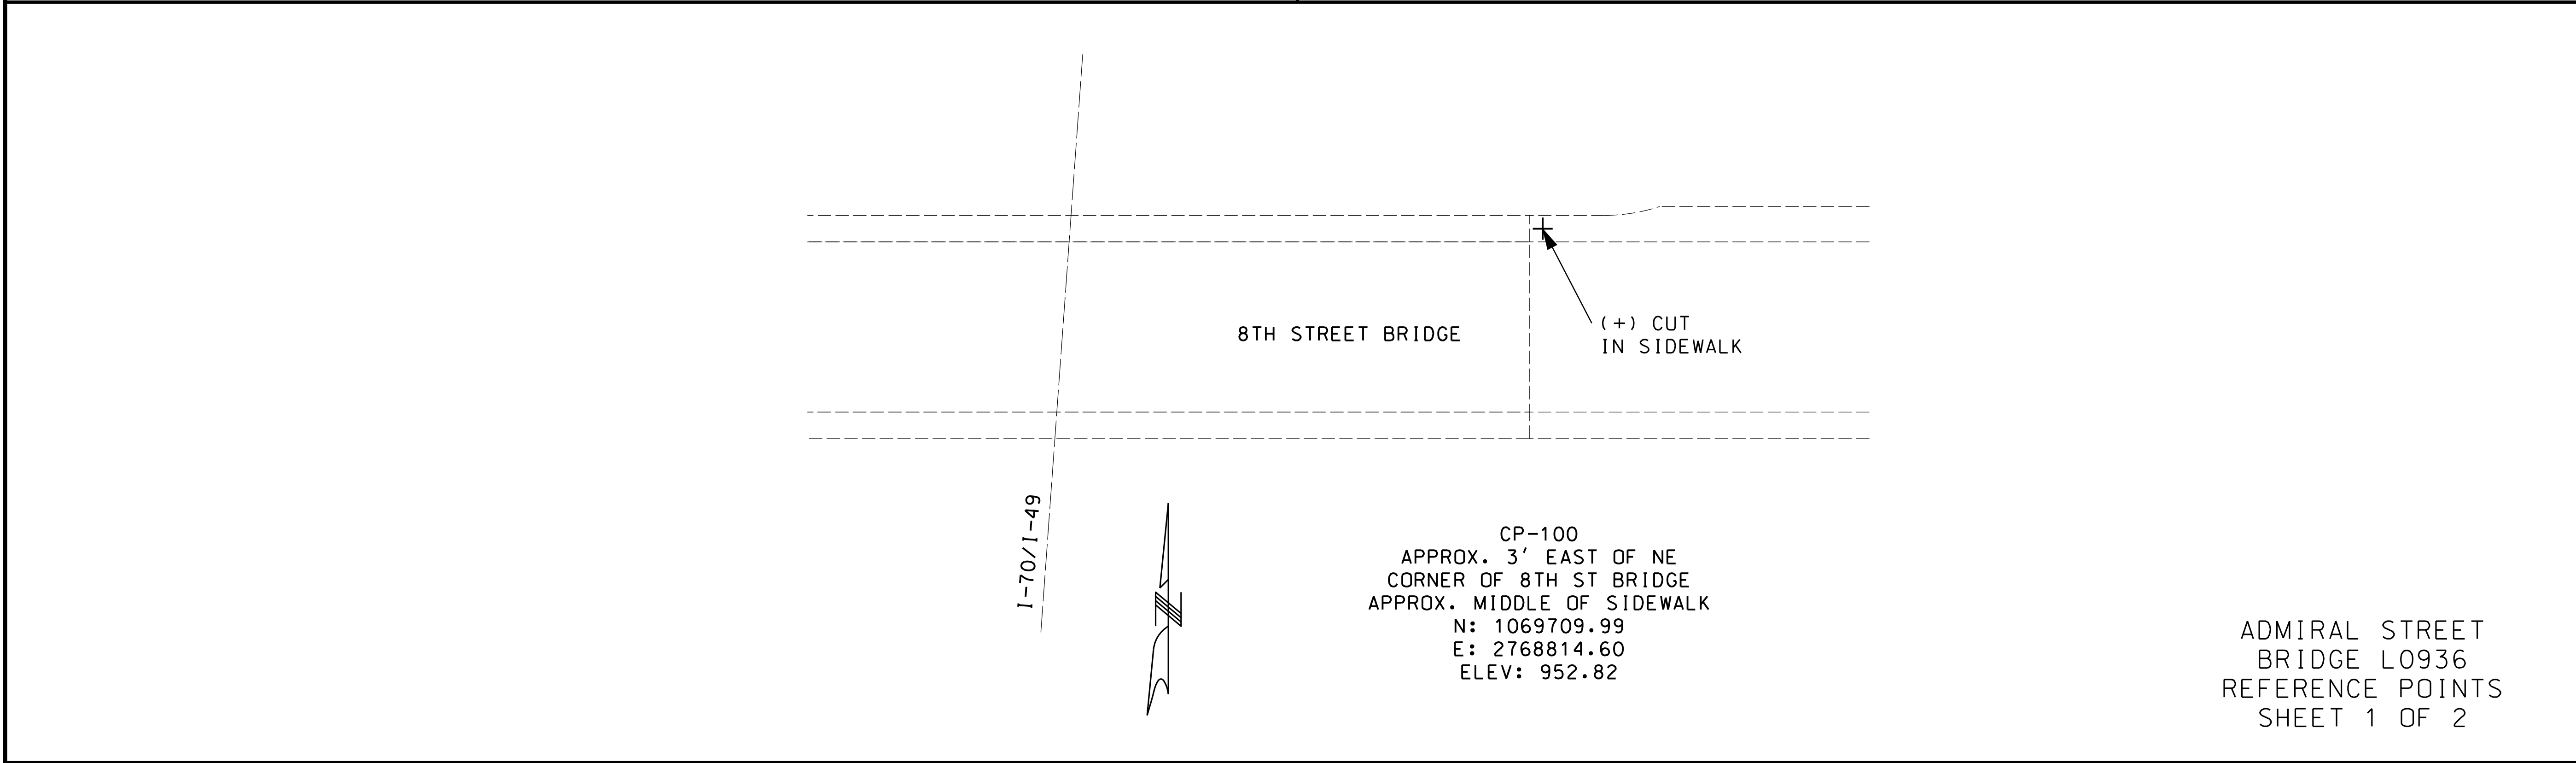 8TH STREET BRIDGE
(+) CUT
IN SIDEWALK
I-70/I-49
N
CP-100
APPROX. 3' EAST OF NE
CORNER OF 8TH ST BRIDGE
APPROX. MIDDLE OF SIDEWALK
N: 1069709.99
E: 2768814.60
ELEV: 952.82
ADMIRAL STREET
BRIDGE L0936
REFERENCE POINTS
SHEET 1 OF 2